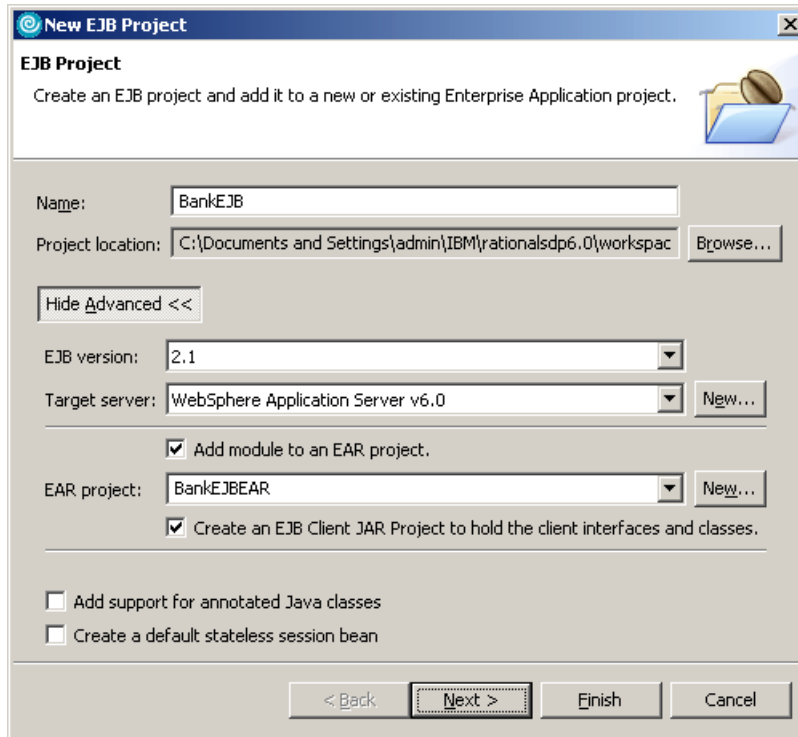 New EJB Project
EJB Project
Create an EJB project and add it to a new or existing Enterprise Application project.
Name: BankEJB
Project location: C:\Documents and Settings\admin\IBM\rationalsdp6.0\workspac Browse...
Hide Advanced <<
EJB version: 2.1
Target server: WebSphere Application Server v6.0 New...
Add module to an EAR project.
EAR project: BankEJBEAR New...
Create an EJB Client JAR Project to hold the client interfaces and classes.
Add support for annotated Java classes
Create a default stateless session bean
< Back Next > Finish Cancel